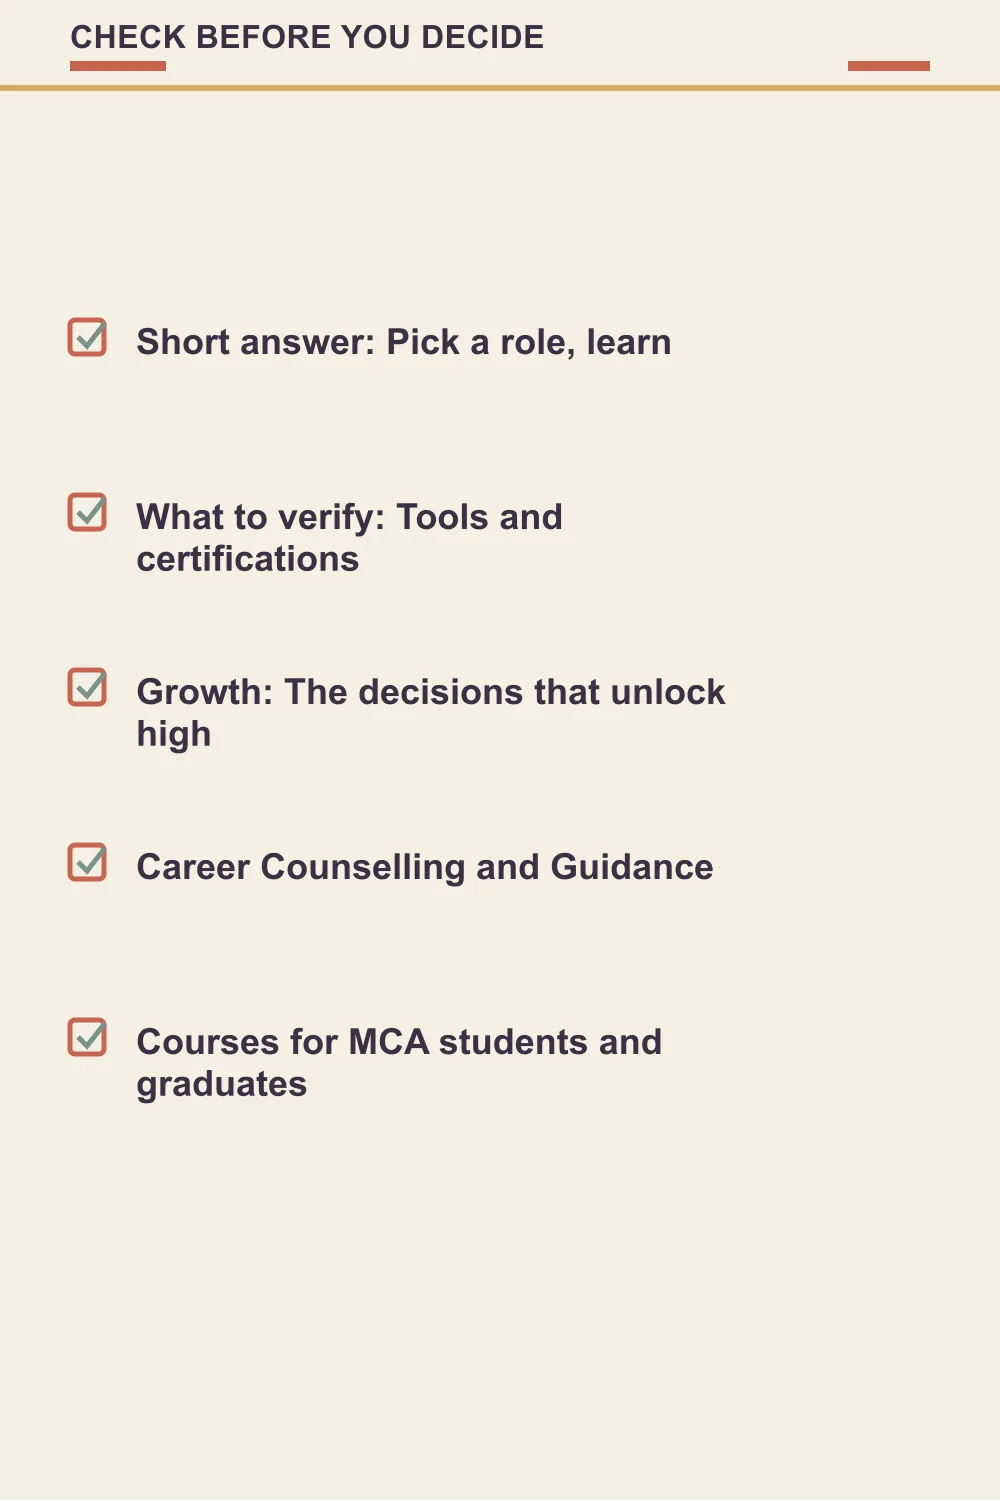 CHECK BEFORE YOU DECIDE
Short answer: Pick a role, learn
What to verify: Tools and
certifications
Growth: The decisions that unlock
high
Career Counselling and Guidance
Courses for MCA students and
graduates